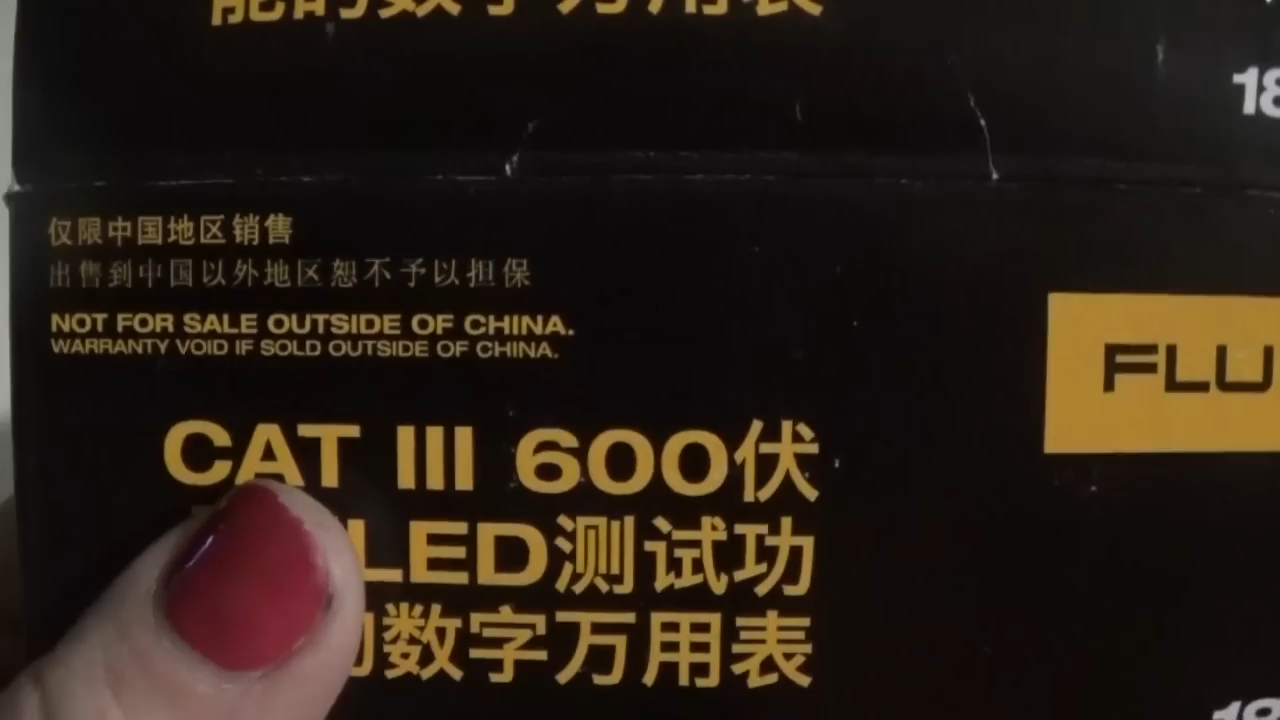 能的数字万用表
18
仅限中国地区销售
出售到中国以外地区恕不予以担保
NOT FOR SALE OUTSIDE OF CHINA.
WARRANTY VOID IF SOLD OUTSIDE OF CHINA.
FLU
CAT III 600伏
LED测试功
数字万用表
18